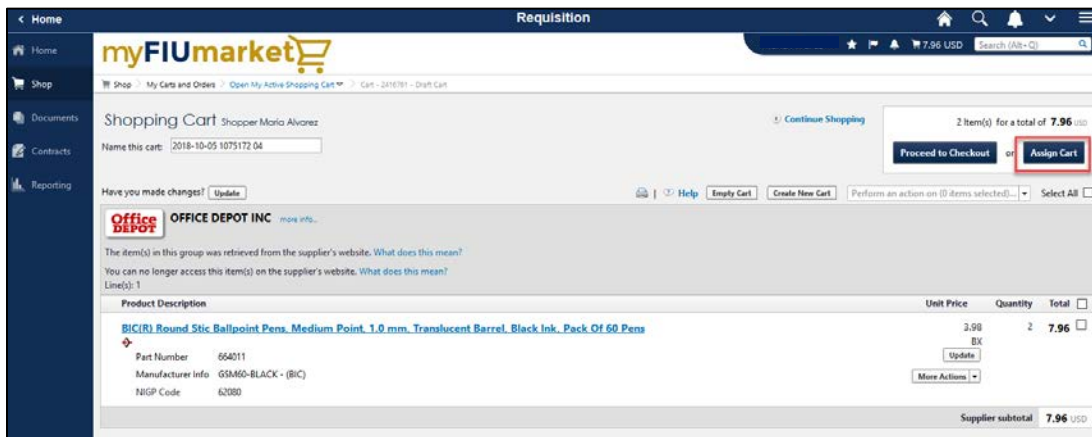 < Home
Requisition
Home
Shop
Documents
Contracts
Reporting
myFIUmarket
7.96 USD
Search (Alt+Q)
Shop > My Carts and Orders > Open My Active Shopping Cart > Cart - 2416781 - Draft Cart
Shopping Cart Shopper Maria Alvarez
Continue Shopping
2 Item(s) for a total of 7.96 USD
Name this cart: 2018-10-05 1075172 04
Proceed to Checkout or Assign Cart
Have you made changes? Update
| Help Empty Cart Create New Cart Perform an action on (0 items selected)... Select All
Office DEPOT
OFFICE DEPOT INC more info...
The item(s) in this group was retrieved from the supplier's website. What does this mean?
You can no longer access this item(s) on the supplier's website. What does this mean?
Line(s): 1
Product Description Unit Price Quantity Total
BIC(R) Round Stic Ballpoint Pens, Medium Point, 1.0 mm, Translucent Barrel, Black Ink, Pack Of 60 Pens
3.98 2 7.96
BX
Part Number 664011
Update
Manufacturer Info GSM60-BLACK - (BIC)
More Actions
NIGP Code 62080
Supplier subtotal 7.96 USD